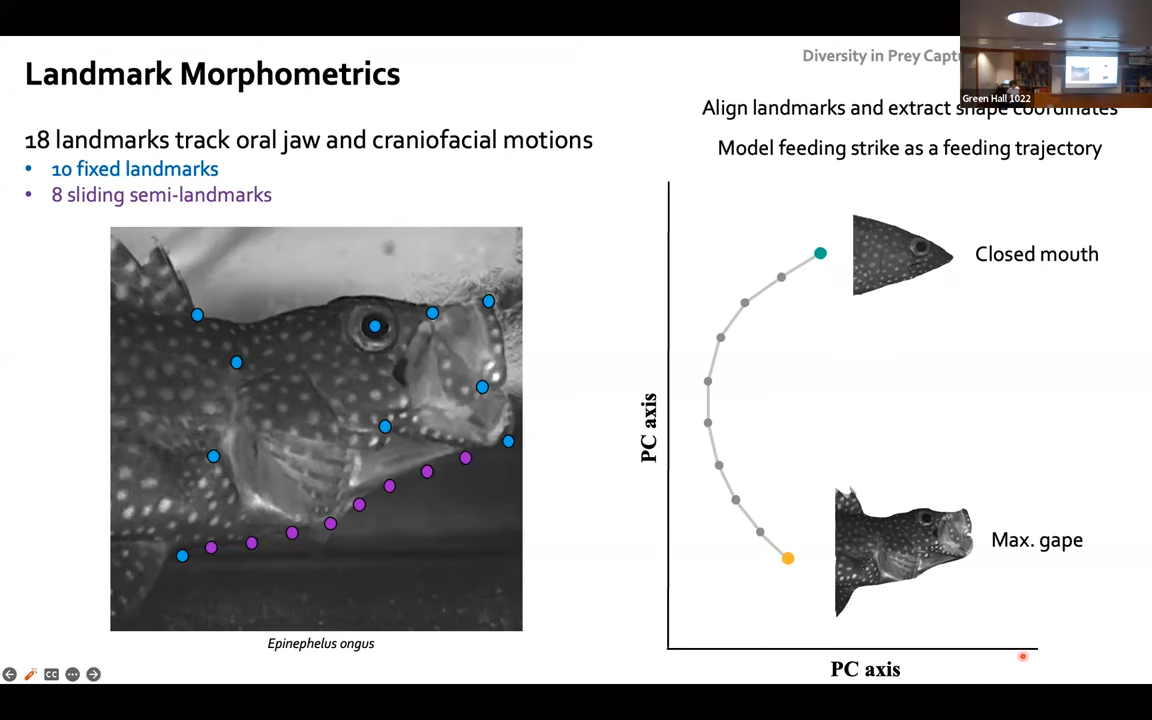 Landmark Morphometrics
18 landmarks track oral jaw and craniofacial motions
• 10 fixed landmarks
• 8 sliding semi-landmarks
Epinephelus ongus
Diversity in Prey
Green Hall 1022
Align landmarks and extract shape coordinates
Model feeding strike as a feeding trajectory
Closed mouth
PC axis
Max. gape
PC axis
CC